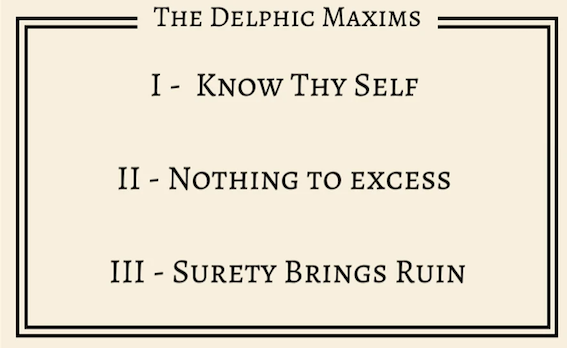 The Delphic Maxims
I - Know Thy Self
II - Nothing to excess
III - Surety Brings Ruin